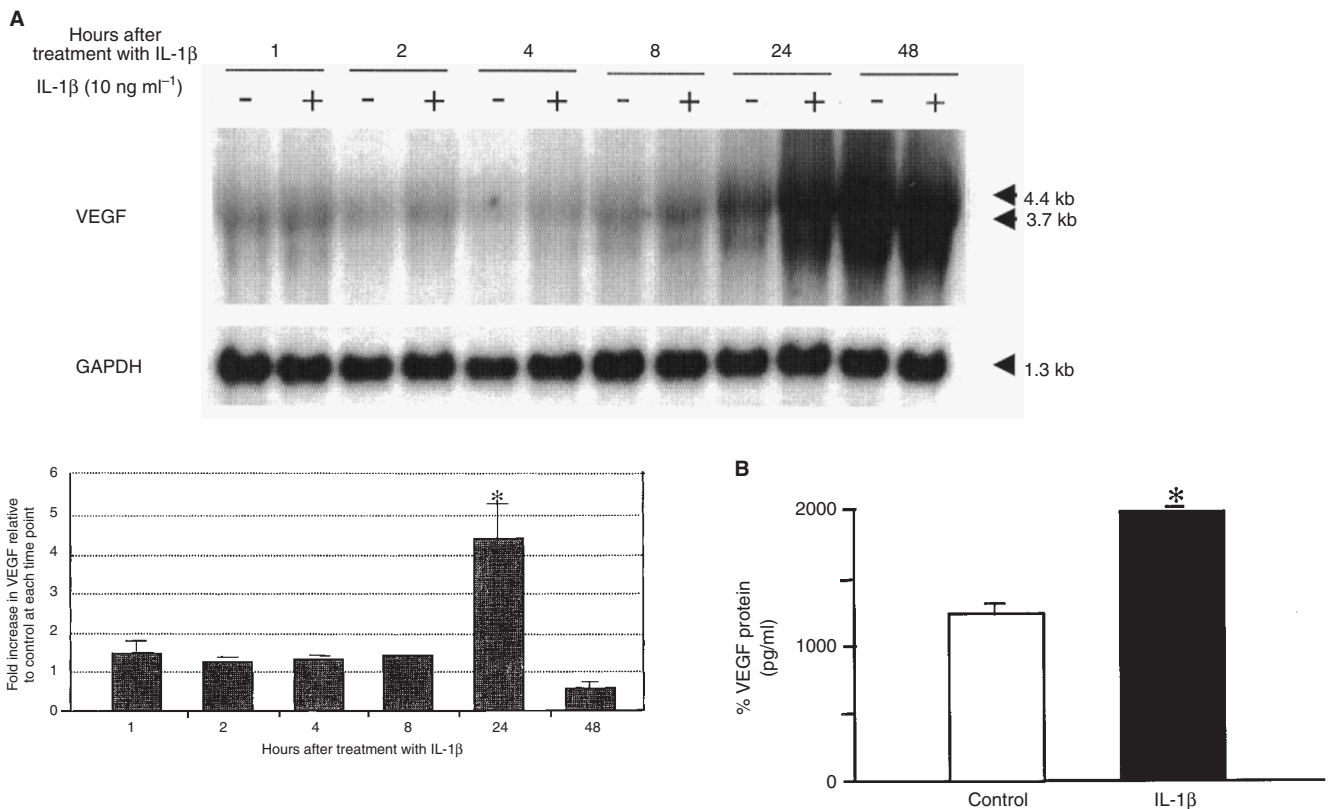 A
Hours after
treatment with IL-1β
1 2 4 8 24 48
IL-1β (10 ng ml⁻¹)
- + - + - + - + - + - +
VEGF
4.4 kb
3.7 kb
GAPDH
1.3 kb
Fold increase in VEGF relative
to control at each time point
6
5
4
3
2
1
0
*
1 2 4 8 24 48
Hours after treatment with IL-1β
B
% VEGF protein
(pg/ml)
2000
1000
0
*
Control IL-1β